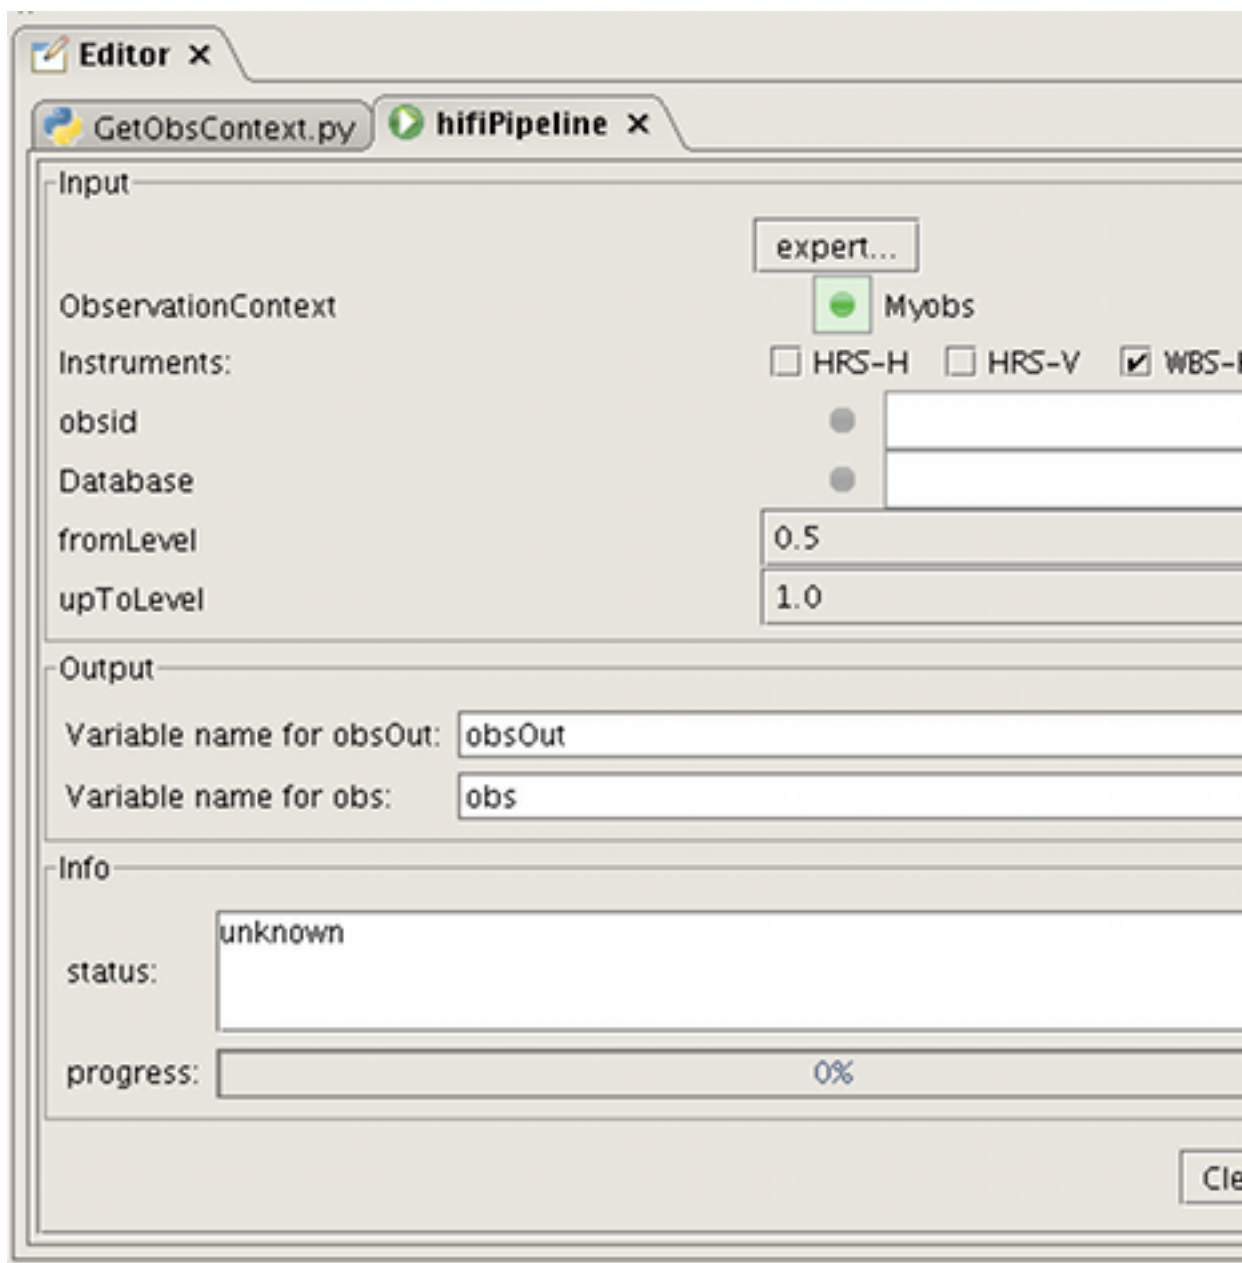 Editor
GetObsContext.py hifiPipeline
Input
expert...
ObservationContext Myobs
Instruments: HRS-H HRS-V
obsid
Database
fromLevel 0.5
upToLevel 1.0
Output
Variable name for obsOut: obsOut
Variable name for obs: obs
Info
unknown
status:
progress: 0%